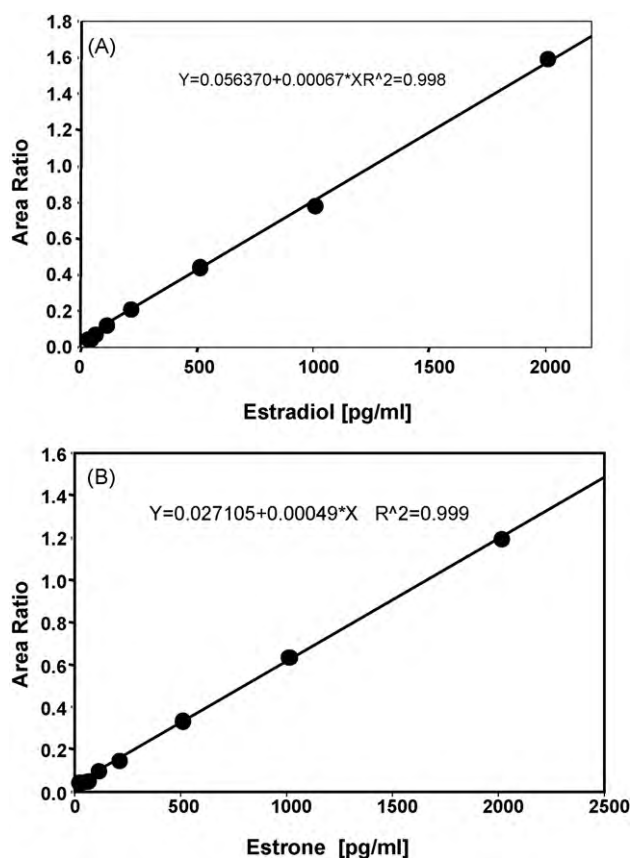 (A)
Y=0.056370+0.00067*XR^2=0.998
Area Ratio
1.8
1.6
1.4
1.2
1.0
0.8
0.6
0.4
0.2
0.0
0 500 1000 1500 2000
Estradiol [pg/ml]
(B)
Y=0.027105+0.00049*X R^2=0.999
Area Ratio
1.6
1.4
1.2
1.0
0.8
0.6
0.4
0.2
0.0
0 500 1000 1500 2000 2500
Estrone [pg/ml]